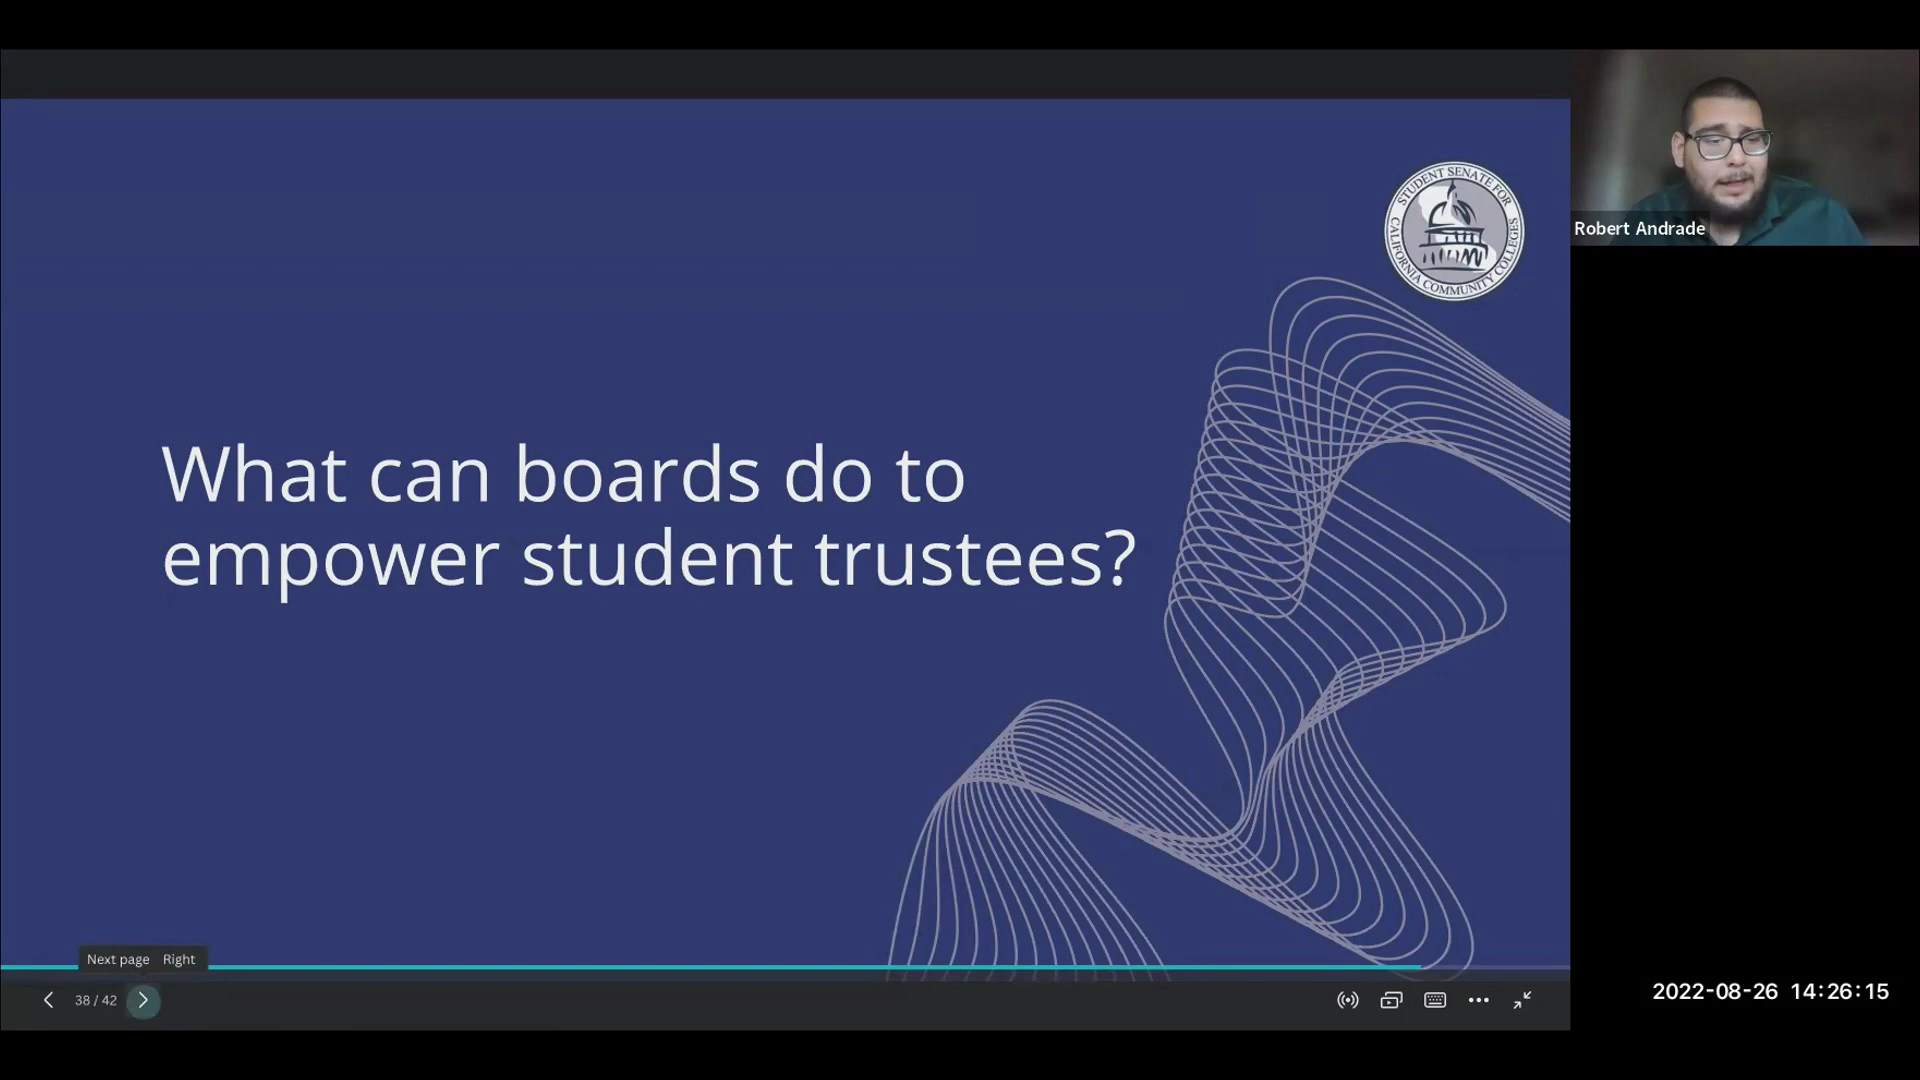 STUDENT SENATE FOR
CALIFORNIA COMMUNITY COLLEGES
Robert Andrade
What can boards do to
empower student trustees?
Next page Right
38 / 42
2022-08-26 14:26:15